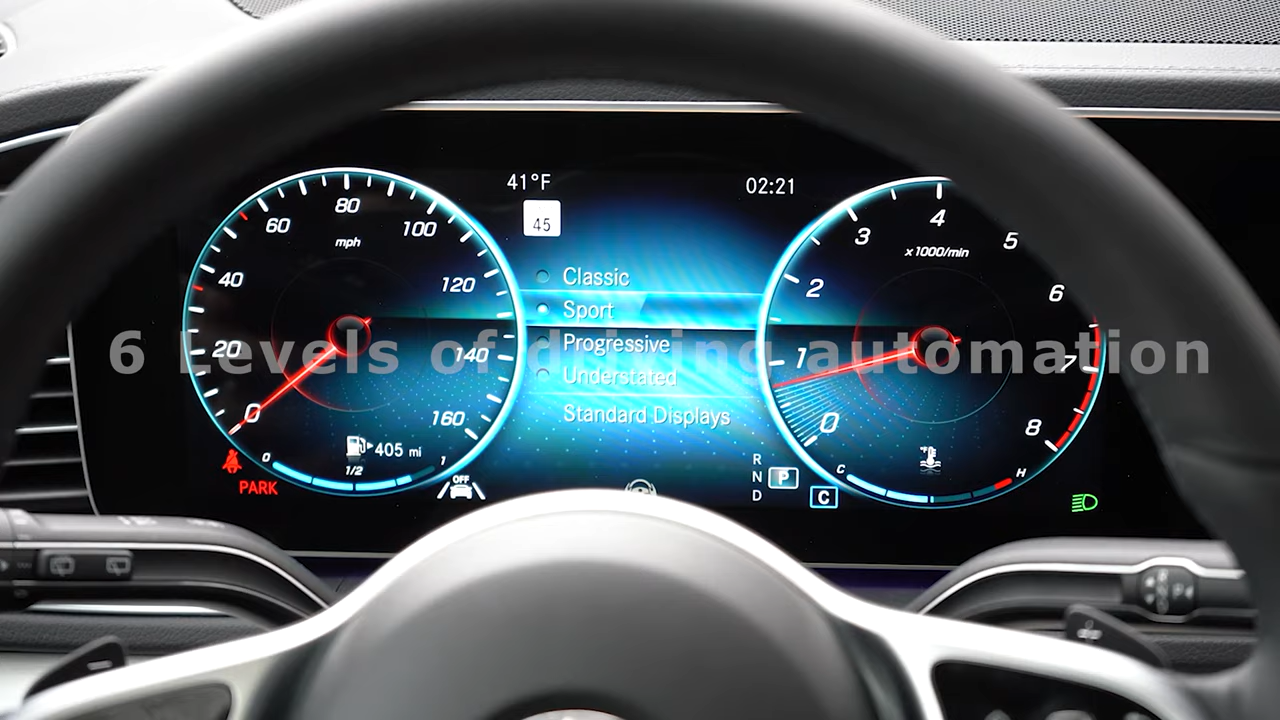 41°F
02:21
45
60
80
100
mph
40
120
20
140
0
160
Classic
Sport
Progressive
Understated
Standard Displays
6 Levels of driving automation
3
4
5
x1000/min
2
6
1
7
0
8
405 mi
0
1/2
1
PARK
OFF
R
N
D
P
C
C
H